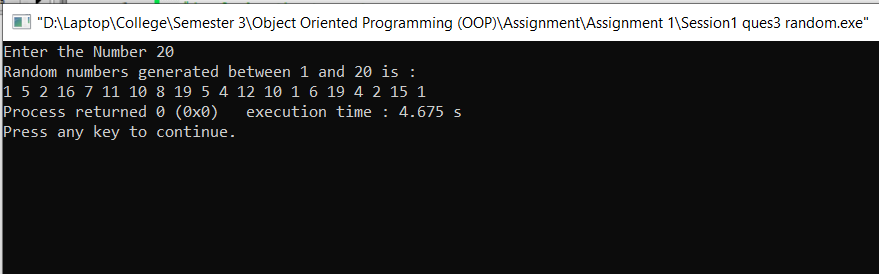 "D:\Laptop\College\Semester 3\Object Oriented Programming (OOP)\Assignment\Assignment 1\Session1 ques3 random.exe"
Enter the Number 20
Random numbers generated between 1 and 20 is :
1 5 2 16 7 11 10 8 19 5 4 12 10 1 6 19 4 2 15 1
Process returned 0 (0x0)   execution time : 4.675 s
Press any key to continue.